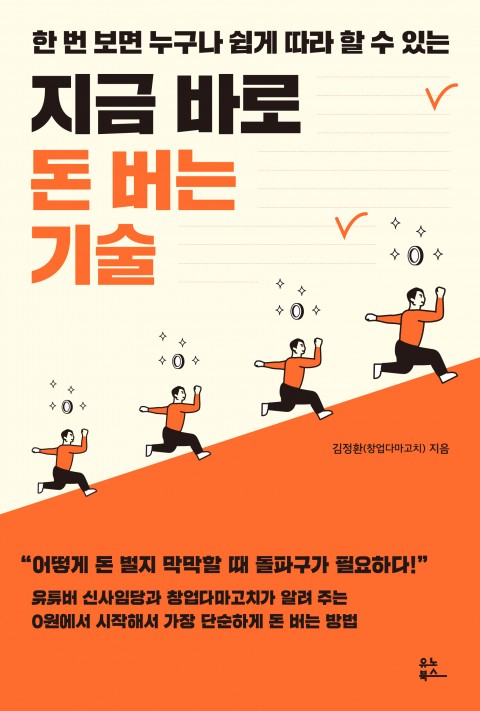 한 번 보면 누구나 쉽게 따라 할 수 있는
지금 바로
돈 버는
기술
김정환(창업다마고치) 지음
“어떻게 돈 벌지 막막할 때 돌파구가 필요하다!”
유튜버 신사임당과 창업다마고치가 알려 주는
0원에서 시작해서 가장 단순하게 돈 버는 방법
유노
북스